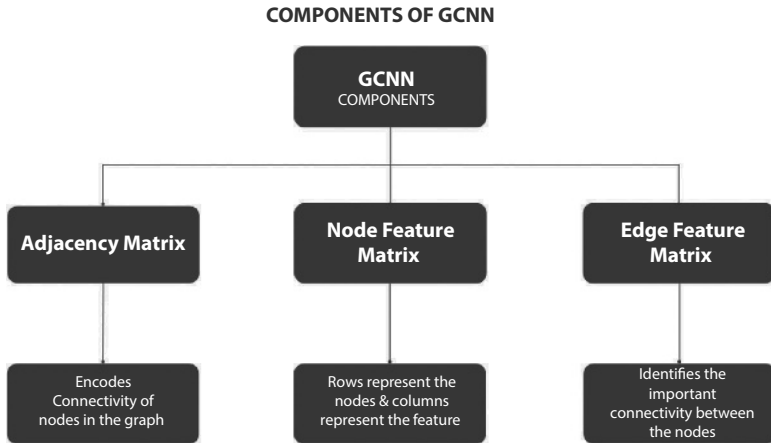 COMPONENTS OF GCNN
GCNN
COMPONENTS
Adjacency Matrix
Node Feature
Matrix
Edge Feature
Matrix
Encodes
Connectivity of
nodes in the graph
Rows represent the
nodes & columns
represent the feature
Identifies the
important
connectivity between
the nodes